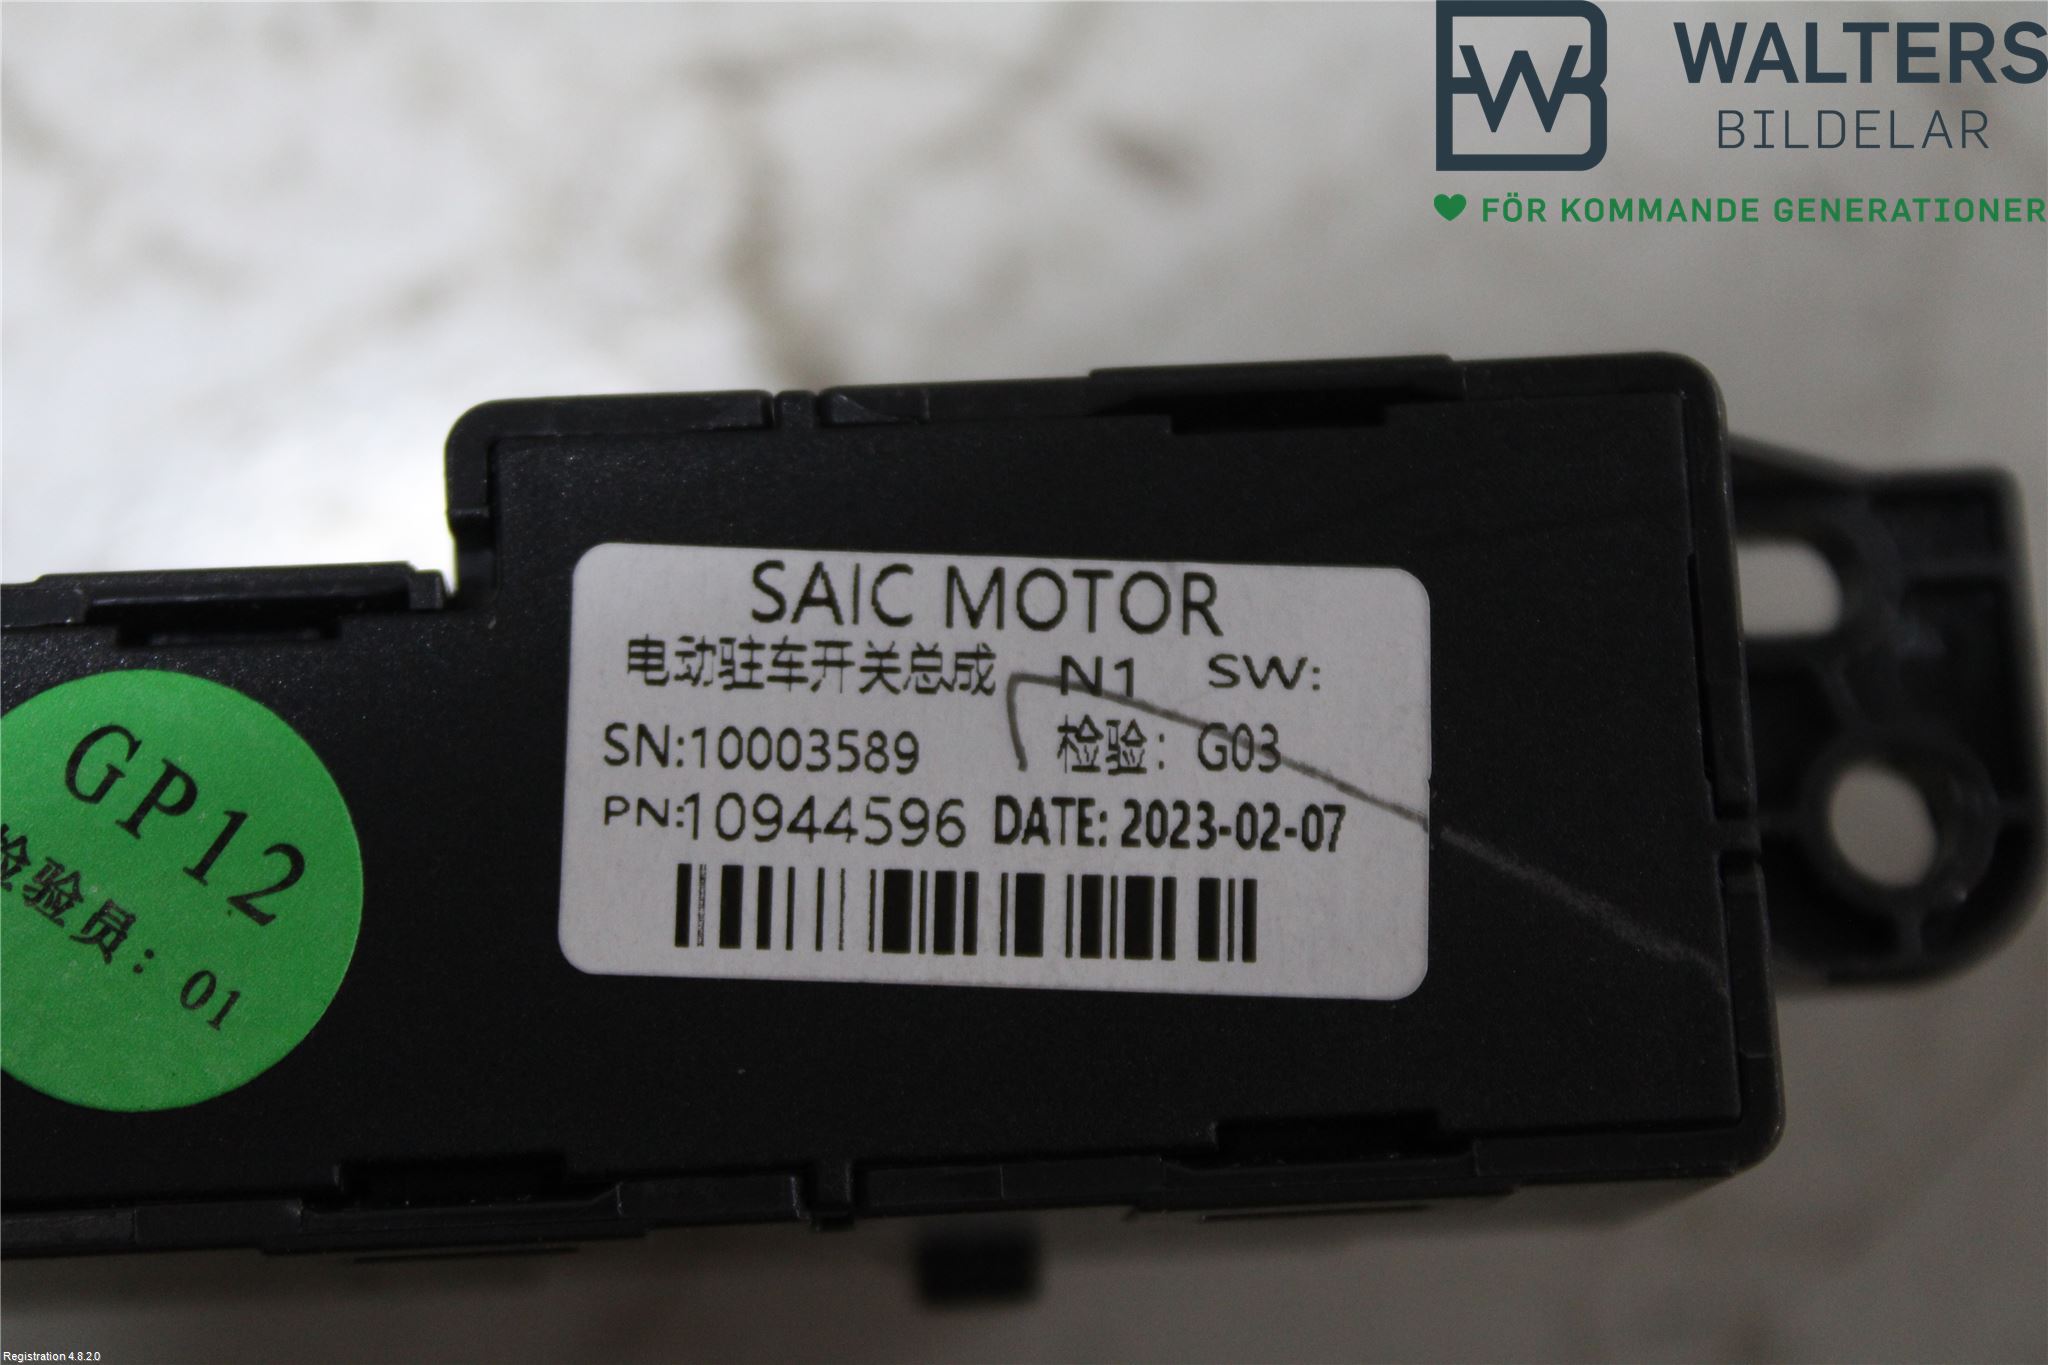 WALTERS
BILDELAR
FÖR KOMMANDE GENERATIONER
SAIC MOTOR
电动驻车开关总成 N1 SW:
SN:10003589 检验: G03
PN:10944596 DATE: 2023-02-07
GP12
检验员: 01
Registration 4.8.2.0